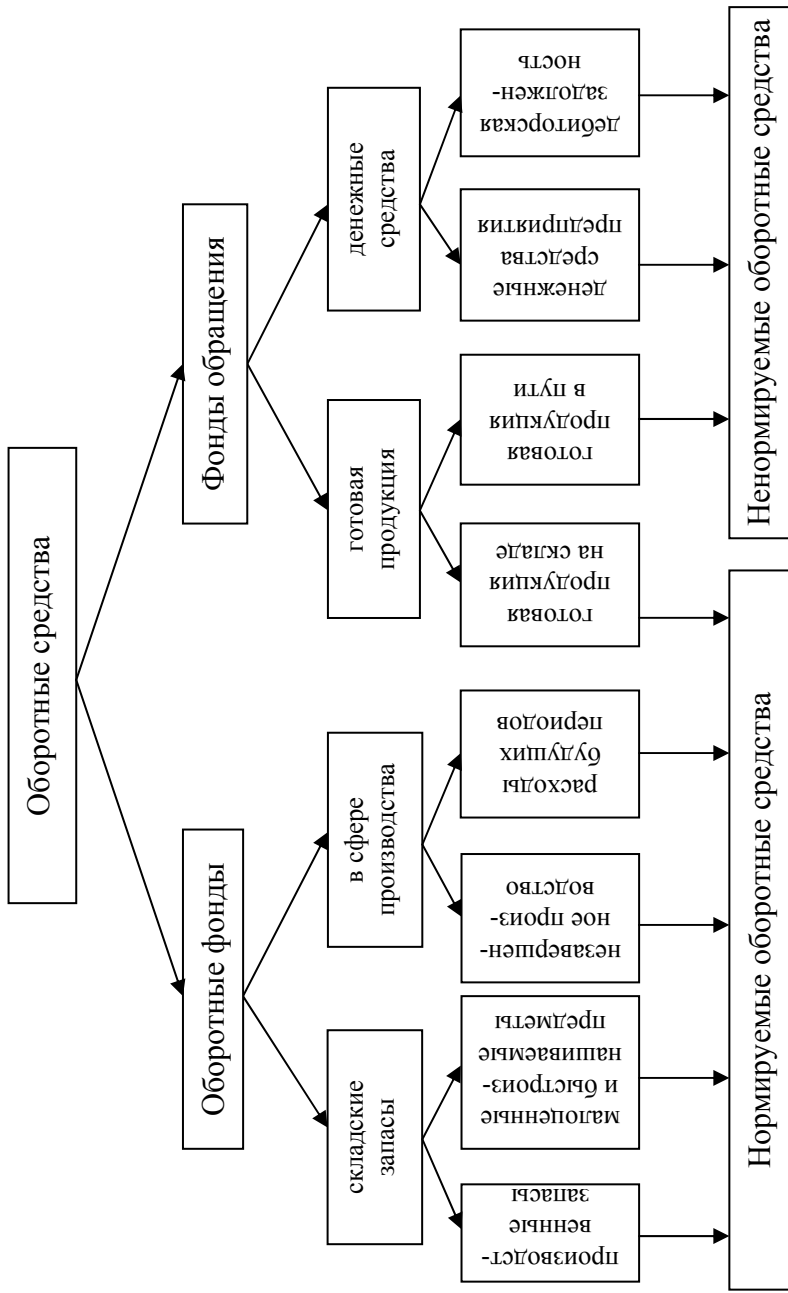 Оборотные средства
Оборотные фонды
Фонды обращения
складские
запасы
в сфере
производства
готовая
продукция
денежные
средства
производст-
венные
запасы
малоценные
и быстроиз-
нашиваемые
предметы
незавершен-
ное произ-
водство
расходы
будущих
периодов
готовая
продукция
на складе
готовая
продукция
в пути
денежные
средства
предприятия
дебиторская
задолжен-
ность
Нормируемые оборотные средства
Ненормируемые оборотные средства